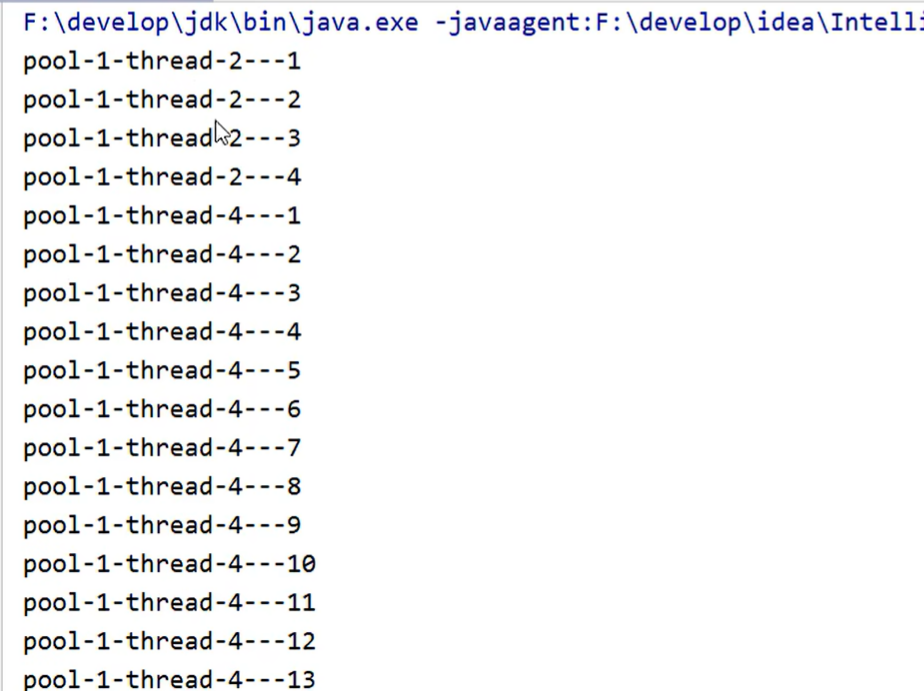 F:\develop\jdk\bin\java.exe -javaagent:F:\develop\idea\Intelli
pool-1-thread-2---1
pool-1-thread-2---2
pool-1-thread-2---3
pool-1-thread-2---4
pool-1-thread-4---1
pool-1-thread-4---2
pool-1-thread-4---3
pool-1-thread-4---4
pool-1-thread-4---5
pool-1-thread-4---6
pool-1-thread-4---7
pool-1-thread-4---8
pool-1-thread-4---9
pool-1-thread-4---10
pool-1-thread-4---11
pool-1-thread-4---12
pool-1-thread-4---13